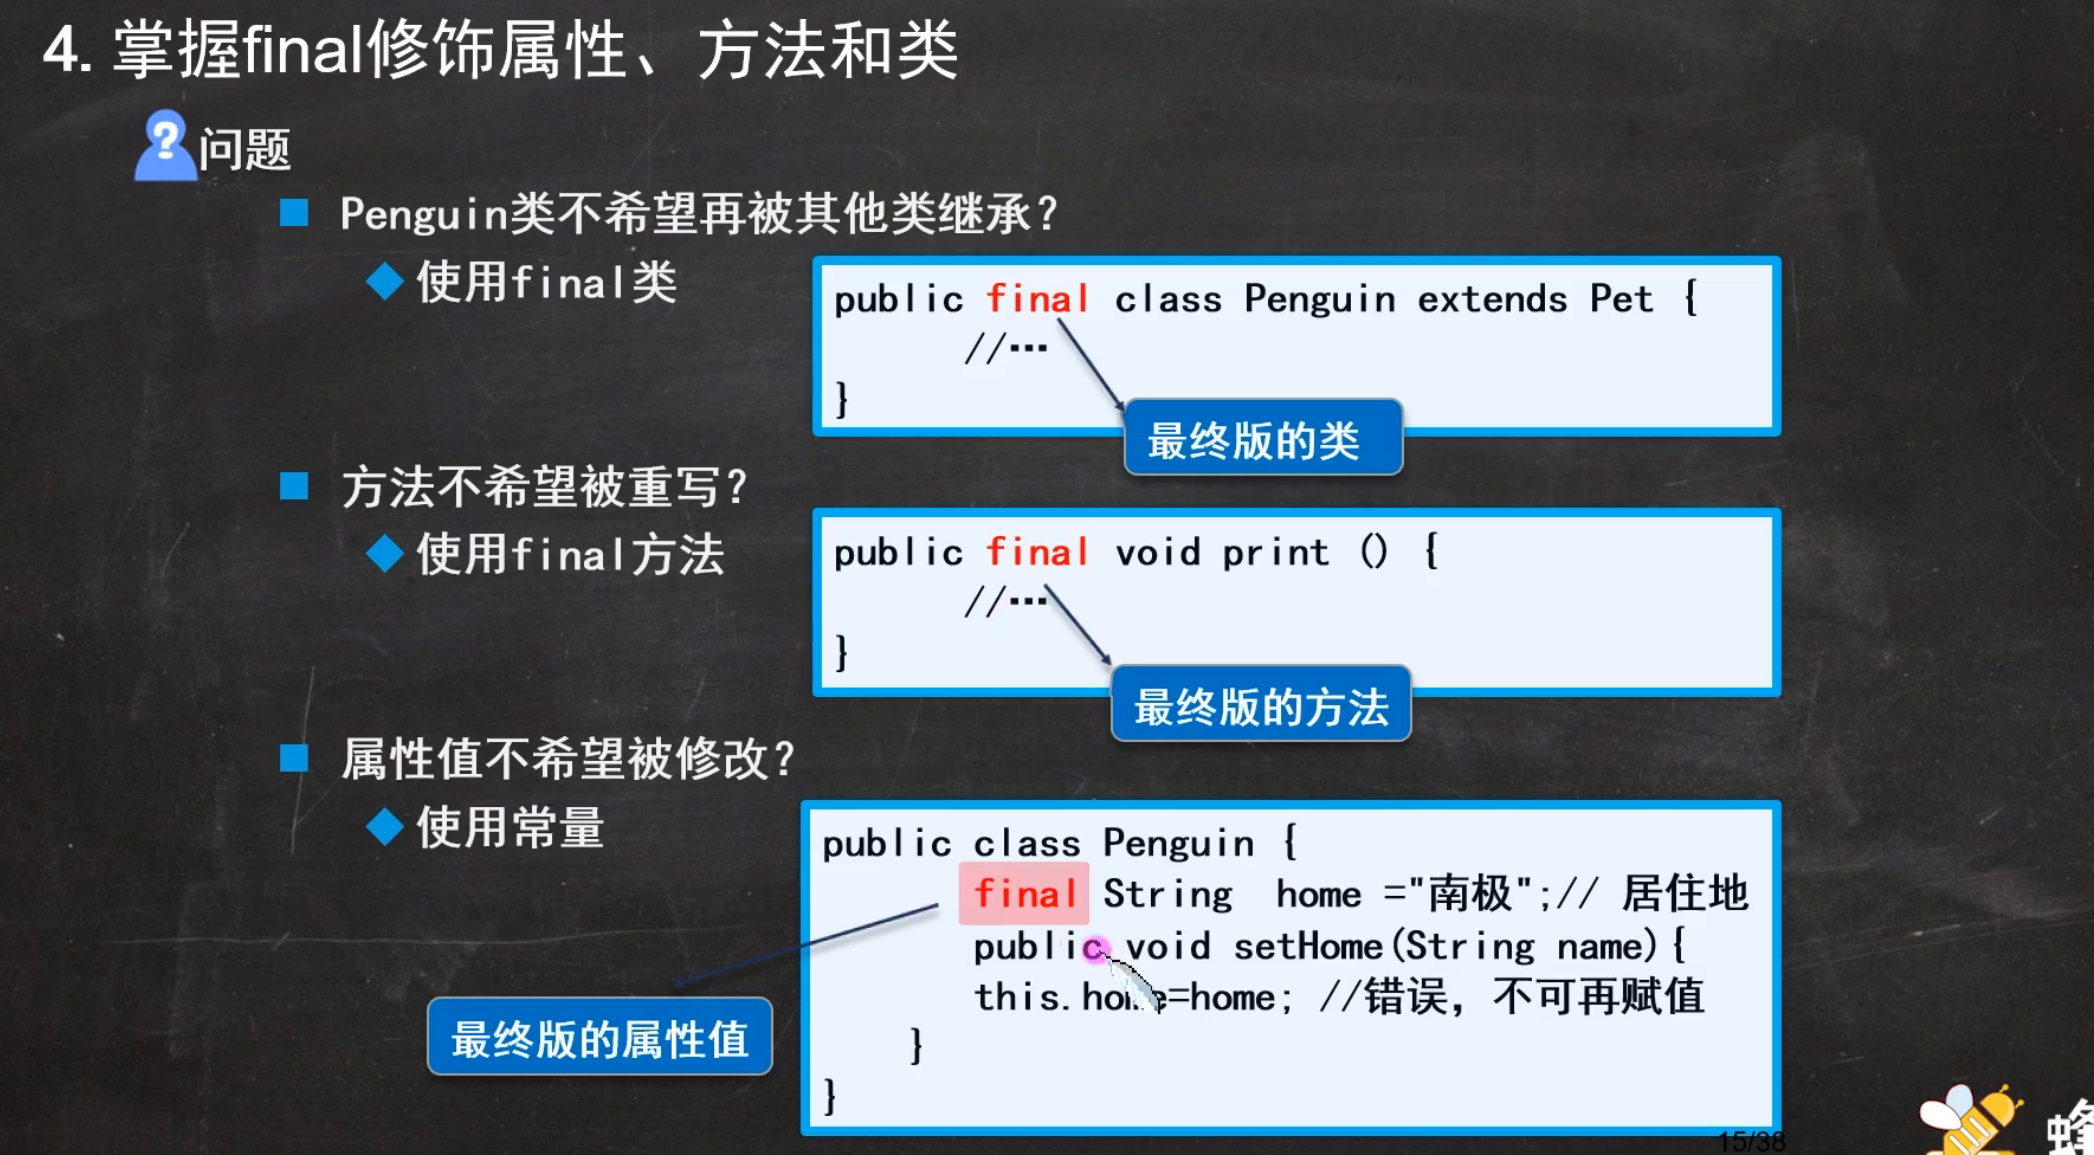 4. 掌握final修饰属性、方法和类
?
问题
Penguin类不希望再被其他类继承?
使用final类
public final class Penguin extends Pet {
//…
}
最终版的类
方法不希望被重写?
使用final方法
public final void print () {
//…
}
最终版的方法
属性值不希望被修改?
使用常量
public class Penguin {
final String home ="南极";// 居住地
public void setHome(String name){
this.home=home; //错误, 不可再赋值
}
}
最终版的属性值
15/38
蜂